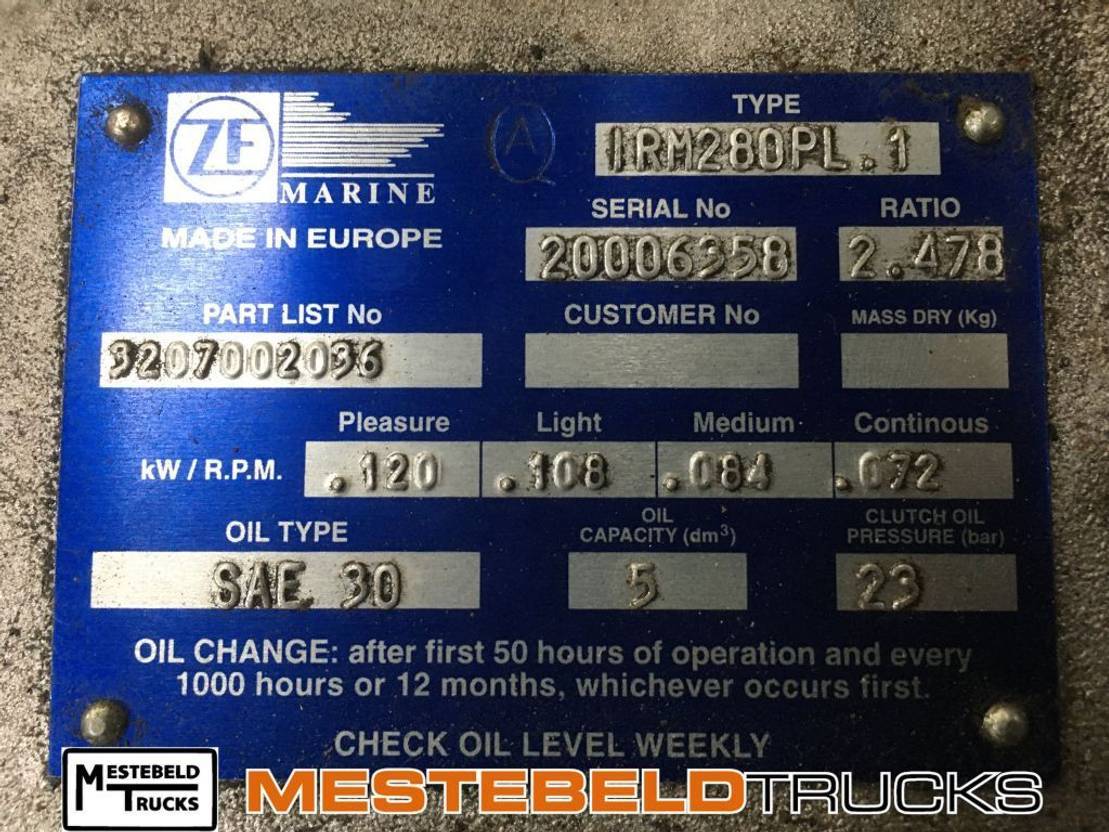 ZF
MARINE
MADE IN EUROPE
QA
TYPE
IRM280PL.1
SERIAL No
RATIO
20006358
2.478
PART LIST No
CUSTOMER No
MASS DRY (Kg)
3207002036
Pleasure
Light
Medium
Continous
kW / R.P.M.
.120
.108
.084
.072
OIL TYPE
OIL
CAPACITY (dm³)
CLUTCH OIL
PRESSURE (bar)
SAE 30
5
23
OIL CHANGE: after first 50 hours of operation and every
1000 hours or 12 months, whichever occurs first.
CHECK OIL LEVEL WEEKLY
MESTEBELD
TRUCKS
MESTEBELDTRUCKS